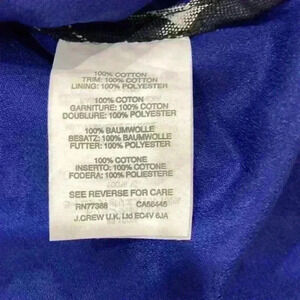 100% COTTON
TRIM: 100% COTTON
LINING: 100% POLYESTER
100% COTON
GARNITURE: 100% COTON
DOUBLURE: 100% POLYESTER
100% BAUMWOLLE
BESATZ: 100% BAUMWOLLE
FUTTER: 100% POLYESTER
100% COTONE
INSERTO: 100% COTONE
FODERA: 100% POLIESTERE
SEE REVERSE FOR CARE
RN77388 CA56445
J.CREW U.K. Ltd EC4V 6JA